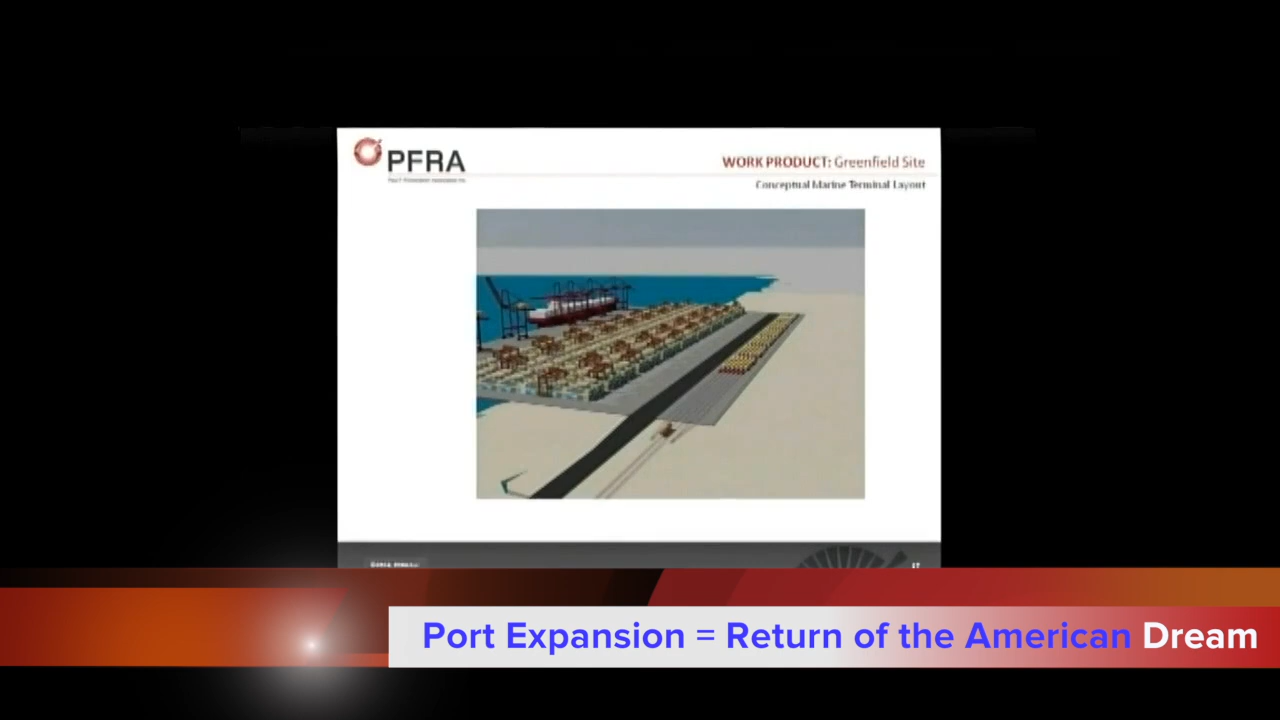 PFRA
WORK PRODUCT: Greenfield Site
Conceptual Marine Terminal Layout
Port Expansion = Return of the American Dream